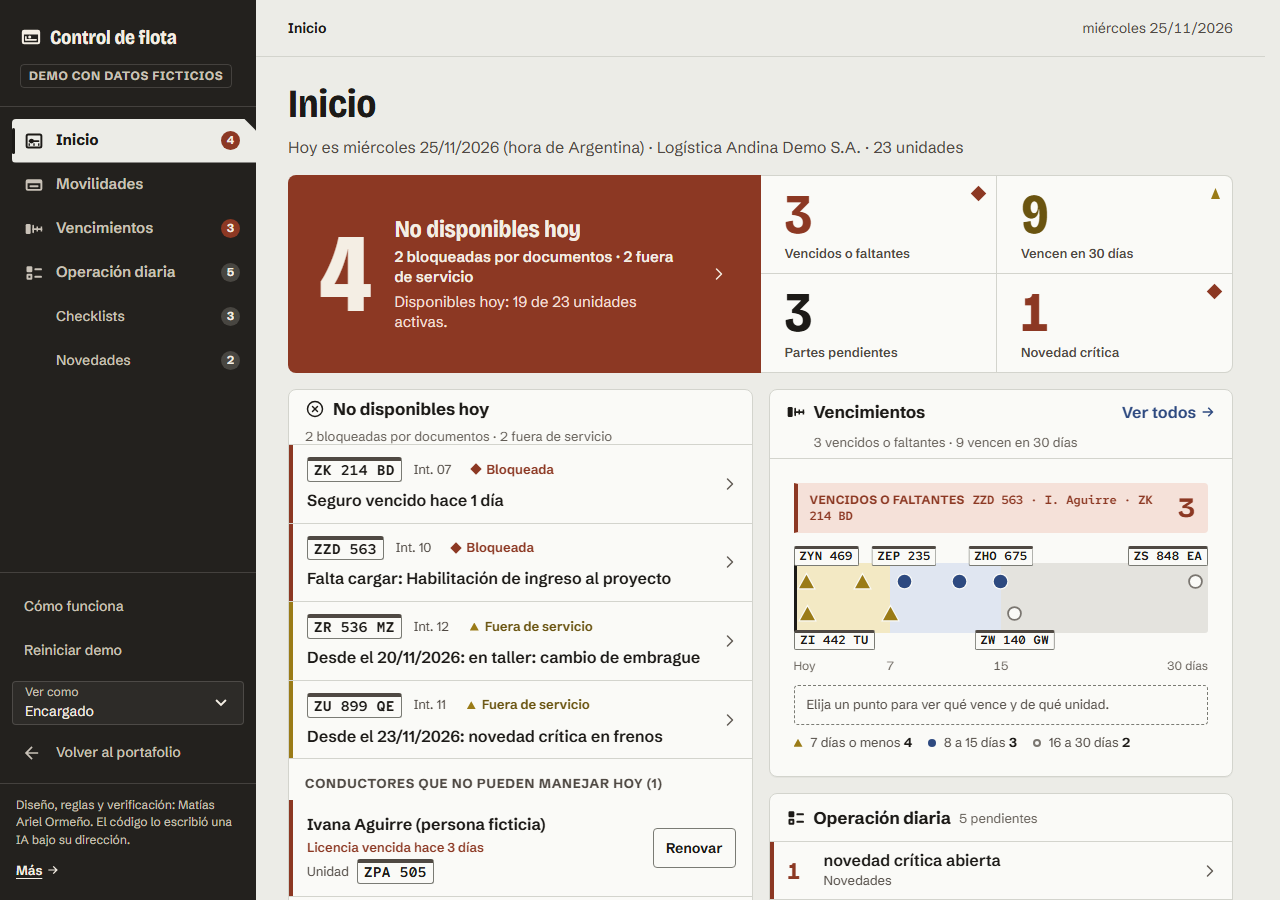 Control de flota
DEMO CON DATOS FICTICIOS
Inicio 4
Movilidades
Vencimientos 3
Operación diaria 5
Checklists 3
Novedades 2
Cómo funciona
Reiniciar demo
Ver como
Encargado
Volver al portafolio
Diseño, reglas y verificación: Matías
Ariel Ormeño. El código lo escribió una
IA bajo su dirección.
Más →
Inicio
miércoles 25/11/2026
Inicio
Hoy es miércoles 25/11/2026 (hora de Argentina) · Logística Andina Demo S.A. · 23 unidades
4
No disponibles hoy
2 bloqueadas por documentos · 2 fuera
de servicio
Disponibles hoy: 19 de 23 unidades
activas.
3
Vencidos o faltantes
9
Vencen en 30 días
3
Partes pendientes
1
Novedad crítica
No disponibles hoy
2 bloqueadas por documentos · 2 fuera de servicio
ZK 214 BD Int. 07 Bloqueada
Seguro vencido hace 1 día
ZZD 563 Int. 10 Bloqueada
Falta cargar: Habilitación de ingreso al proyecto
ZR 536 MZ Int. 12 Fuera de servicio
Desde el 20/11/2026: en taller: cambio de embrague
ZU 899 QE Int. 11 Fuera de servicio
Desde el 23/11/2026: novedad crítica en frenos
CONDUCTORES QUE NO PUEDEN MANEJAR HOY (1)
Ivana Aguirre (persona ficticia)
Licencia vencida hace 3 días
Unidad ZPA 505
Renovar
Vencimientos
Ver todos →
3 vencidos o faltantes · 9 vencen en 30 días
VENCIDOS O FALTANTES ZZD 563 · I. Aguirre · ZK
214 BD
3
ZYN 469 ZEP 235 ZHO 675 ZS 848 EA
ZI 442 TU ZW 140 GW
Hoy 7 15 30 días
Elija un punto para ver qué vence y de qué unidad.
7 días o menos 4 8 a 15 días 3 16 a 30 días 2
Operación diaria 5 pendientes
1 novedad crítica abierta
Novedades